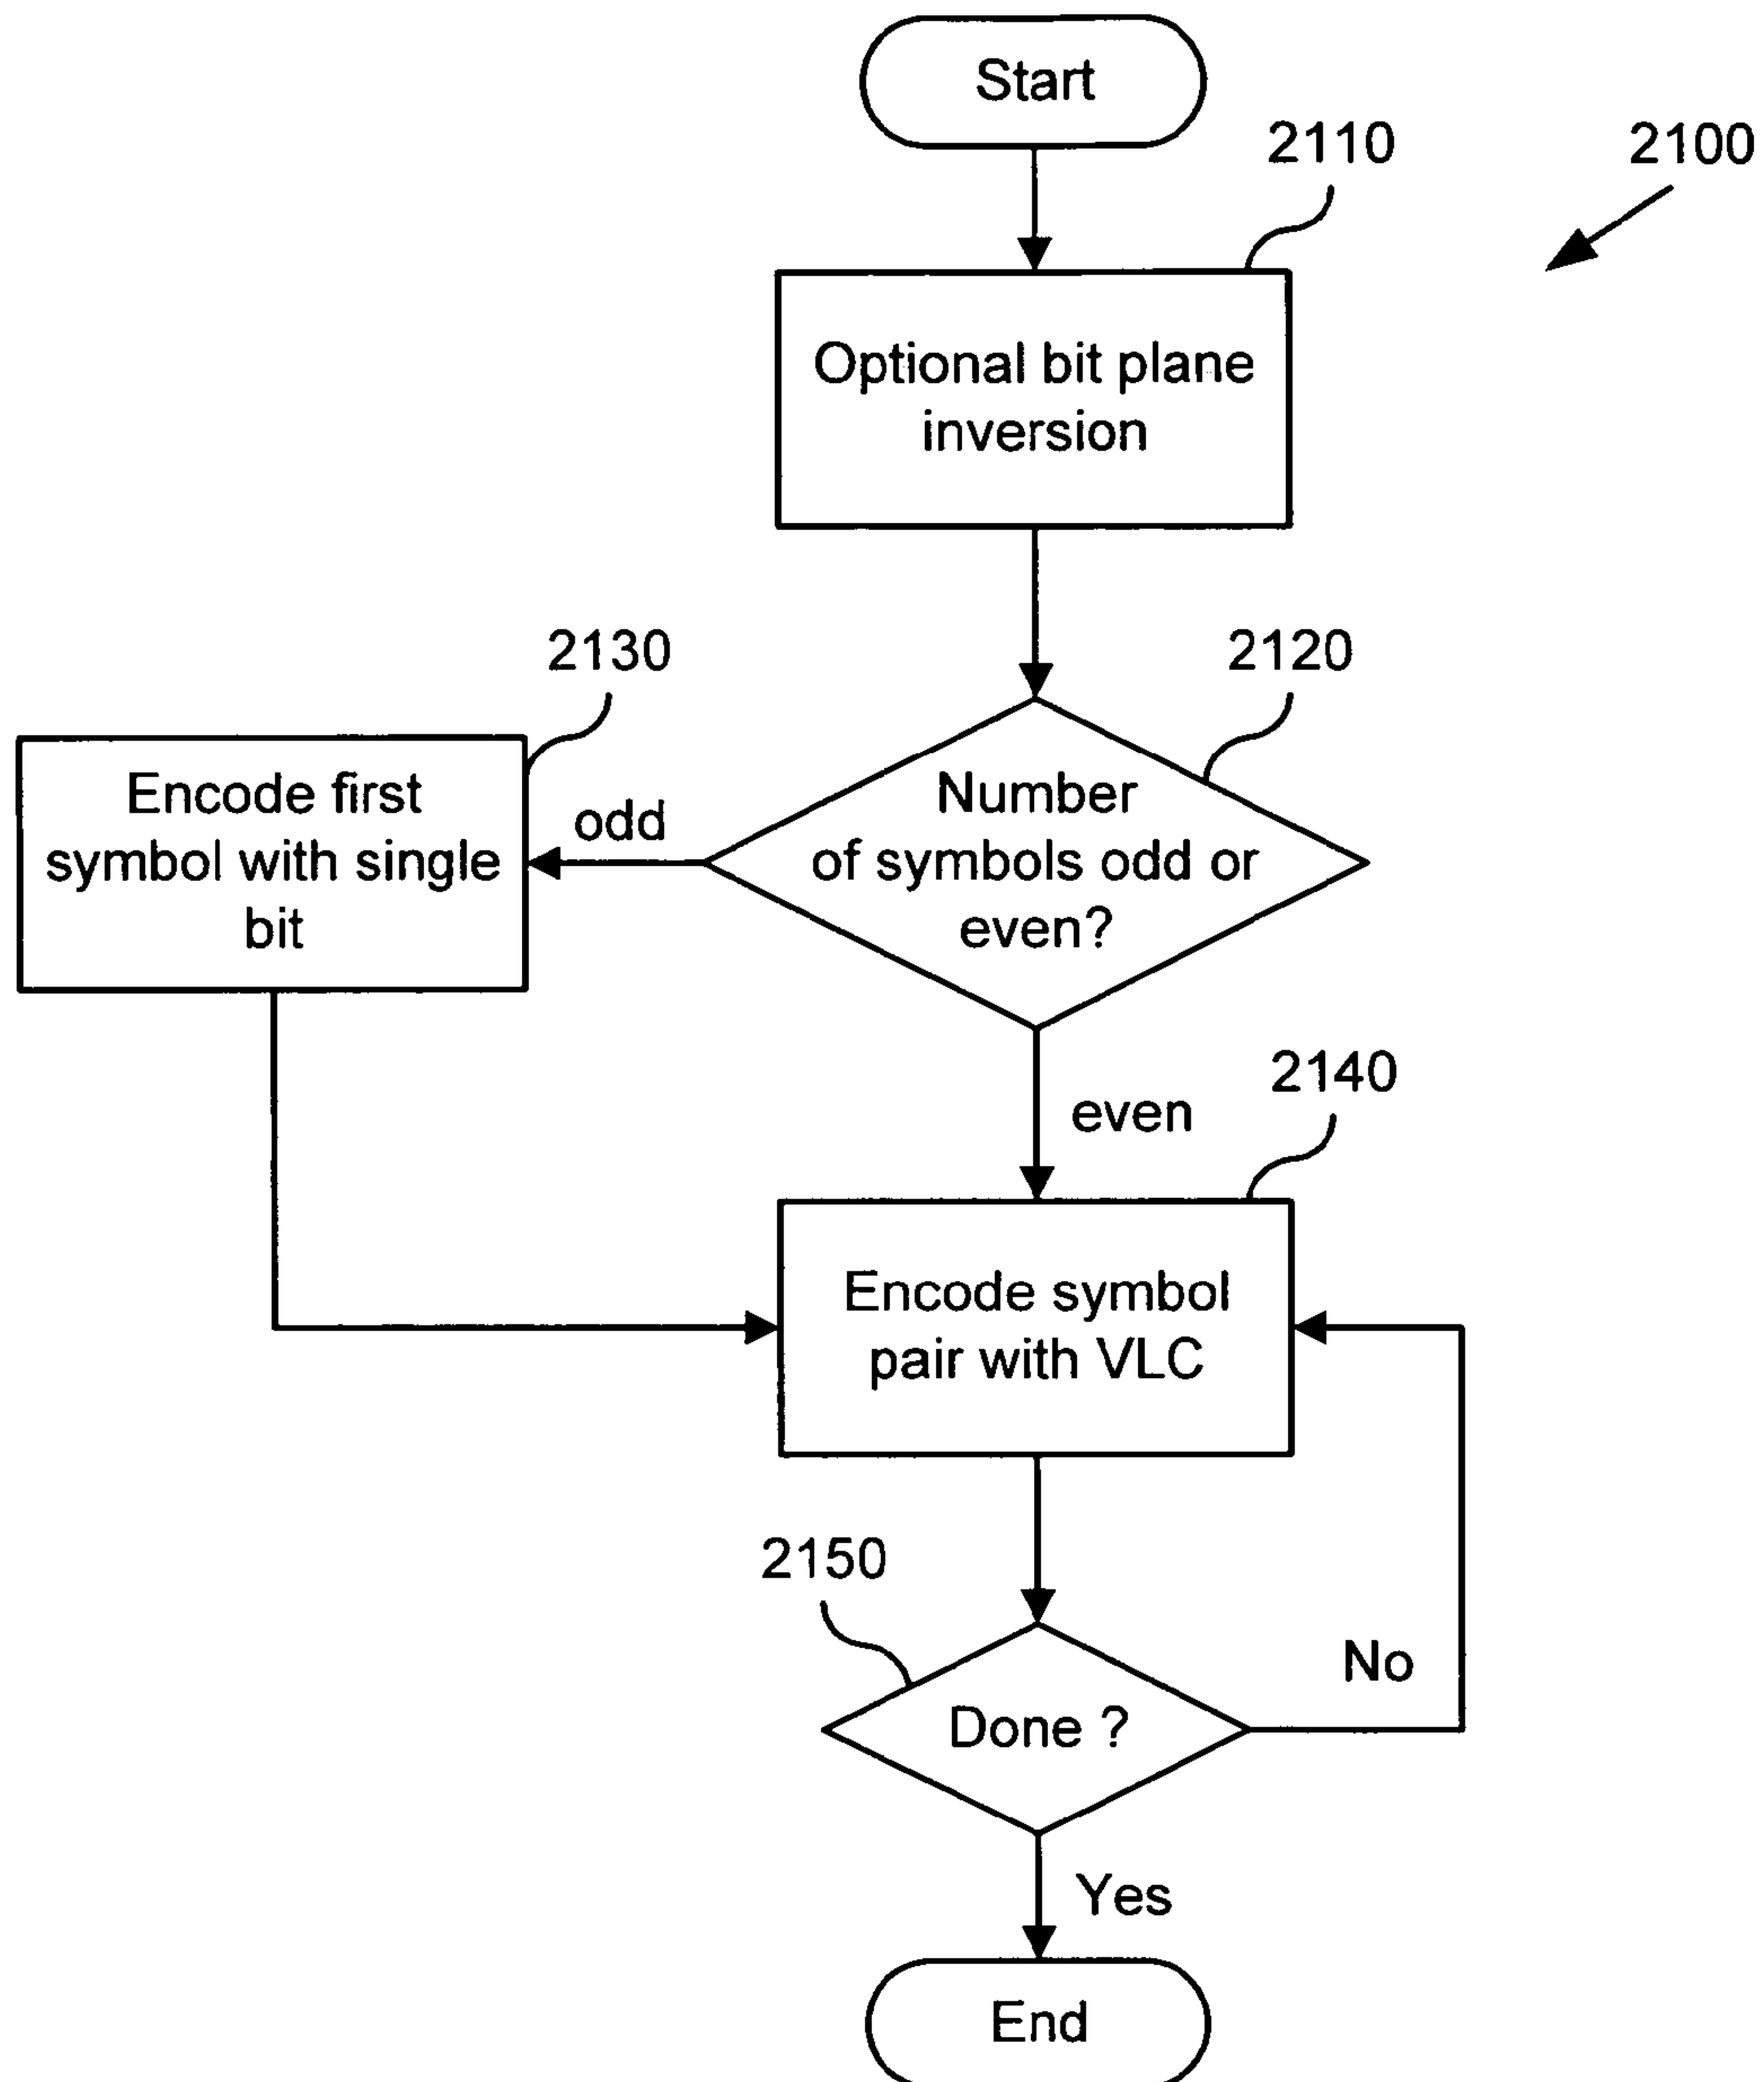 Start
2110
2100
Optional bit plane
inversion
2130
2120
Encode first
symbol with single
bit
odd
Number
of symbols odd or
even?
even
2140
Encode symbol
pair with VLC
2150
Done ?
No
Yes
End